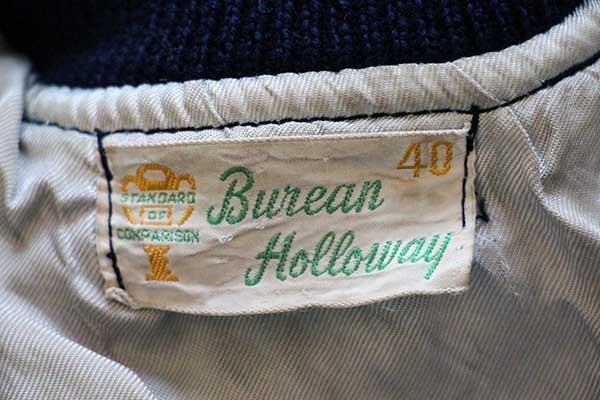 40
STANDARD
OF
COMPARISON
Burean
Holloway